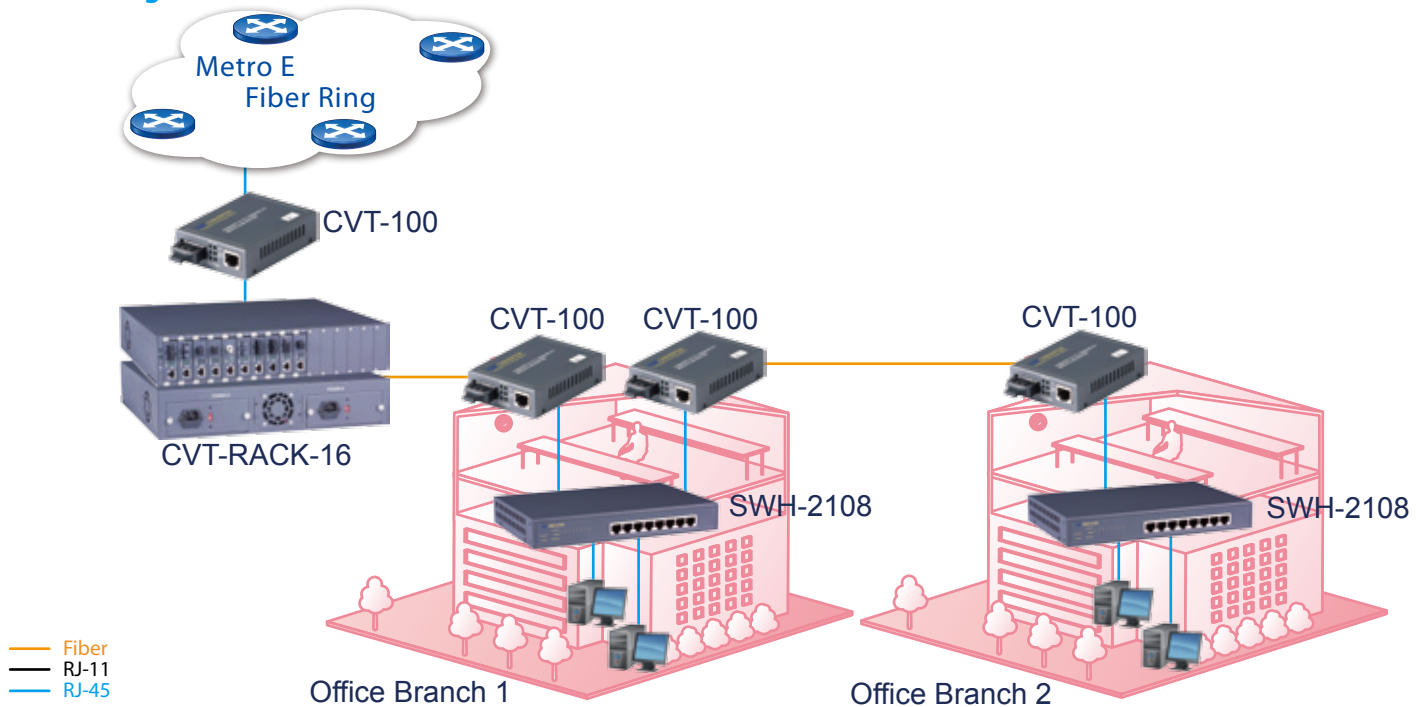 Metro E
Fiber Ring
CVT-100
CVT-100
CVT-100
CVT-100
CVT-RACK-16
SWH-2108
SWH-2108
Fiber
RJ-11
RJ-45
Office Branch 1
Office Branch 2